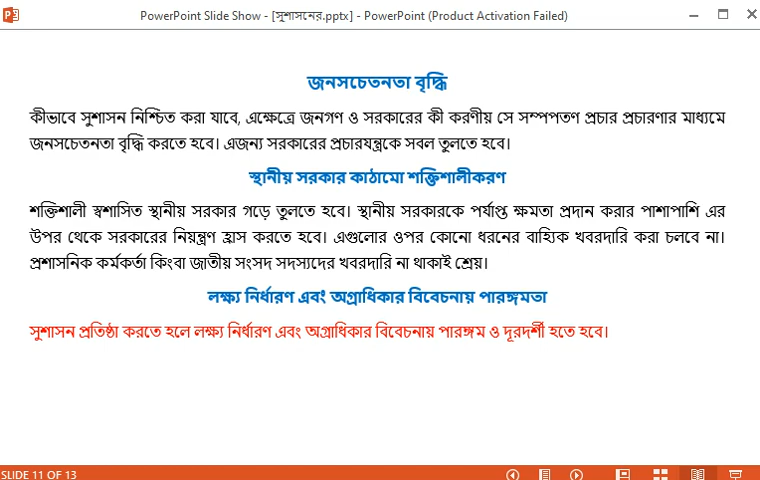 PowerPoint Slide Show - [সুশাসনের.pptx] - PowerPoint (Product Activation Failed)
জনসচেতনতা বৃদ্ধি
কীভাবে সুশাসন নিশ্চিত করা যাবে, এক্ষেত্রে জনগণ ও সরকারের কী করণীয় সে সম্পপতণ প্রচার প্রচারণার মাধ্যমে
জনসচেতনতা বৃদ্ধি করতে হবে। এজন্য সরকারের প্রচারযন্ত্রকে সবল তুলতে হবে।
স্থানীয় সরকার কাঠামো শক্তিশালীকরণ
শক্তিশালী স্বশাসিত স্থানীয় সরকার গড়ে তুলতে হবে। স্থানীয় সরকারকে পর্যাপ্ত ক্ষমতা প্রদান করার পাশাপাশি এর
উপর থেকে সরকারের নিয়ন্ত্রণ হ্রাস করতে হবে। এগুলোর ওপর কোনো ধরনের বাহ্যিক খবরদারি করা চলবে না।
প্রশাসনিক কর্মকর্তা কিংবা জাতীয় সংসদ সদস্যদের খবরদারি না থাকাই শ্রেয়।
লক্ষ্য নির্ধারণ এবং অগ্রাধিকার বিবেচনায় পারঙ্গমতা
সুশাসন প্রতিষ্ঠা করতে হলে লক্ষ্য নির্ধারণ এবং অগ্রাধিকার বিবেচনায় পারঙ্গম ও দূরদর্শী হতে হবে।
SLIDE 11 OF 13